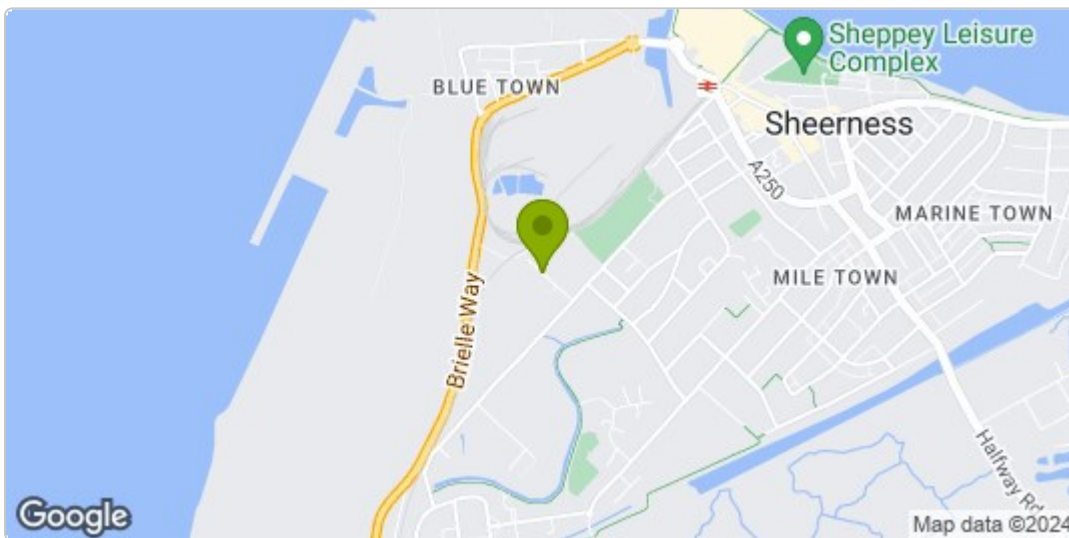 Sheppey Leisure
Complex
BLUE TOWN
Sheerness
A250
MARINE TOWN
MILE TOWN
Brielle Way
Halfway Rd
Google
Map data ©2024